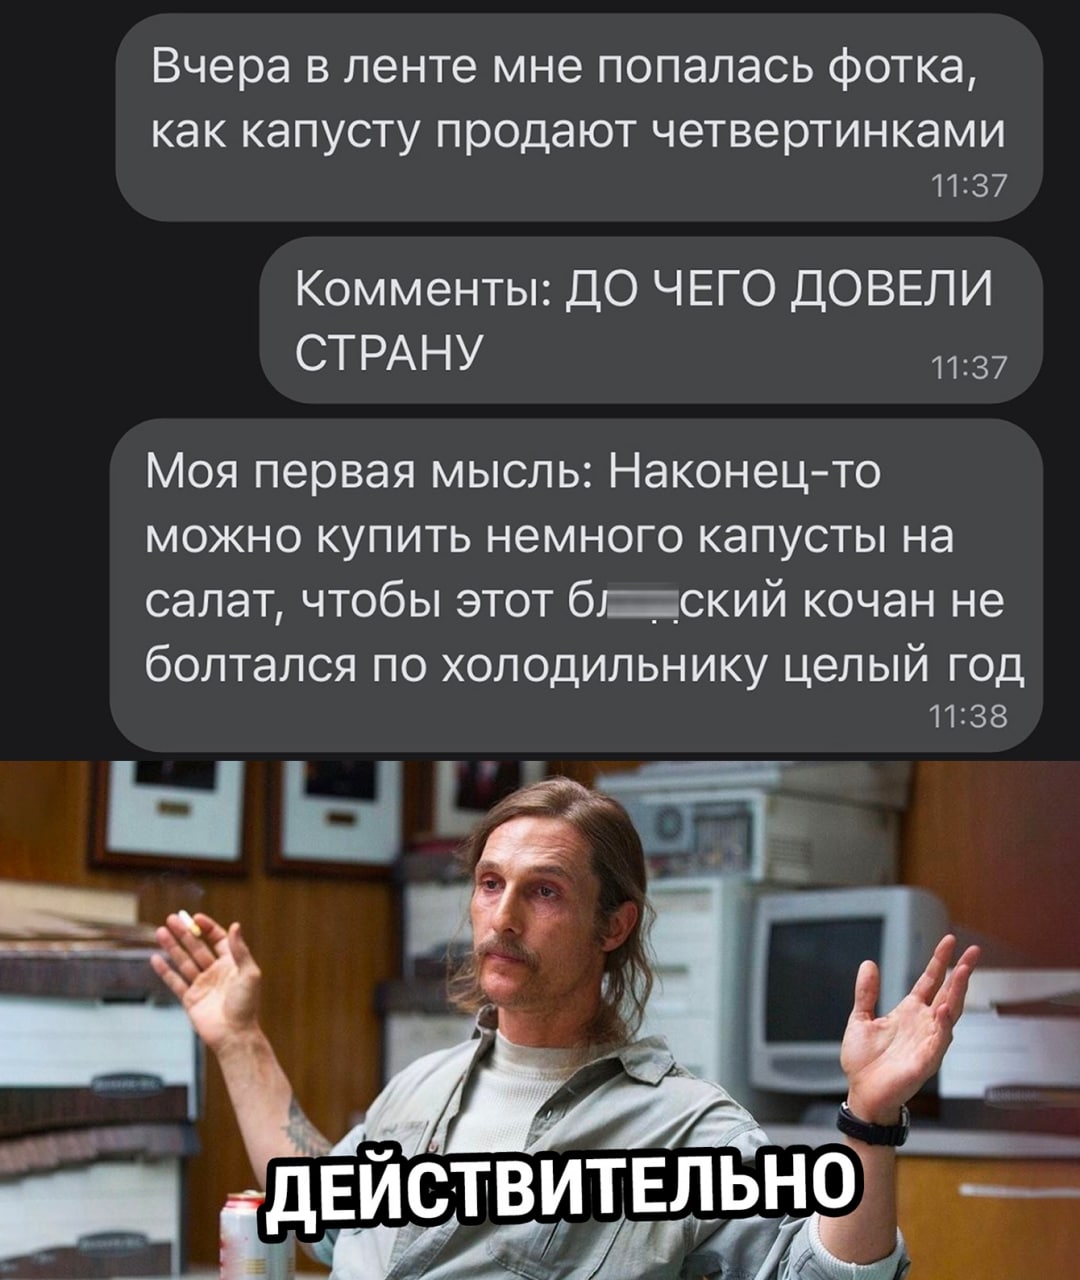 Вчера в ленте мне попалась фотка,
как капусту продают четвертинками
11:37
Комменты: ДО ЧЕГО ДОВЕЛИ
СТРАНУ
11:37
Моя первая мысль: Наконец-то
можно купить немного капусты на
салат, чтобы этот кочан не
болтался по холодильнику целый год
11:38
ДЕЙСТВИТЕЛЬНО